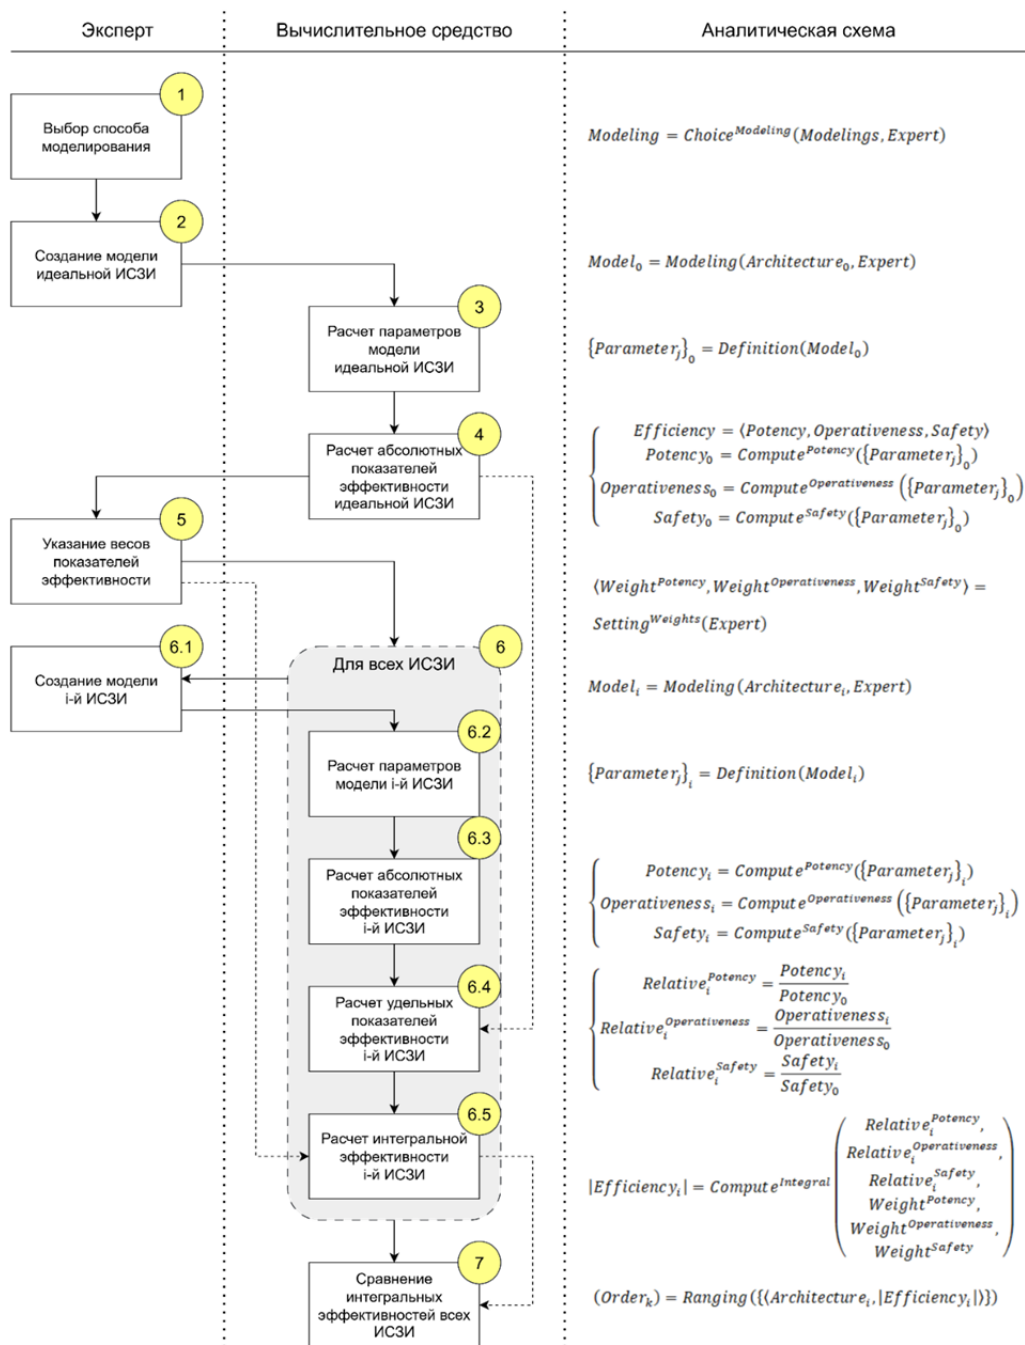 Эксперт
Вычислительное средство
Аналитическая схема
1
Выбор способа
моделирования
Modeling = Choice^Modeling(Modelings, Expert)
2
Создание модели
идеальной ИСЗИ
Model_0 = Modeling(Architecture_0, Expert)
3
Расчет параметров
модели
идеальной ИСЗИ
{Parameter_j}_0 = Definition(Model_0)
4
Расчет абсолютных
показателей
эффективности
идеальной ИСЗИ
Efficiency = ⟨Potency, Operativeness, Safety⟩
Potency_0 = Compute^Potency({Parameter_j}_0)
Operativeness_0 = Compute^Operativeness({Parameter_j}_0)
Safety_0 = Compute^Safety({Parameter_j}_0)
5
Указание весов
показателей
эффективности
⟨Weight^Potency, Weight^Operativeness, Weight^Safety⟩ =
Setting^Weights(Expert)
6
Для всех ИСЗИ
6.1
Создание модели
i-й ИСЗИ
Model_i = Modeling(Architecture_i, Expert)
6.2
Расчет параметров
модели i-й ИСЗИ
{Parameter_j}_i = Definition(Model_i)
6.3
Расчет абсолютных
показателей
эффективности
i-й ИСЗИ
Potency_i = Compute^Potency({Parameter_j}_i)
Operativeness_i = Compute^Operativeness({Parameter_j}_i)
Safety_i = Compute^Safety({Parameter_j}_i)
6.4
Расчет удельных
показателей
эффективности
i-й ИСЗИ
Relative_i^Potency = Potency_i / Potency_0
Relative_i^Operativeness = Operativeness_i / Operativeness_0
Relative_i^Safety = Safety_i / Safety_0
6.5
Расчет интегральной
эффективности
i-й ИСЗИ
|Efficiency_i| = Compute^Integral
(Relative_i^Potency,
Relative_i^Operativeness,
Relative_i^Safety,
Weight^Potency,
Weight^Operativeness,
Weight^Safety)
7
Сравнение
интегральных
эффективностей всех
ИСЗИ
(Order_k) = Ranging({⟨Architecture_i, |Efficiency_i|⟩})